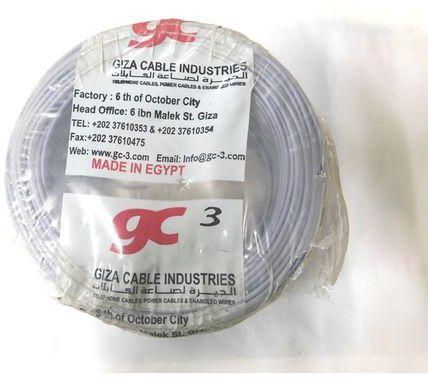 gc
GIZA CABLE INDUSTRIES
الجيزة لصناعة الكابلات
TELEPHONE CABLES, POWER CABLES & ENAMELED WIRES
Factory : 6 th of October City
Head Office: 6 ibn Malek St. Giza
TEL: +202 37610353 & +202 37610354
Fax:+202 37610475
Web: www.gc-3.com Email: Info@gc-3.com
MADE IN EGYPT
gc 3
GIZA CABLE INDUSTRIES
الجيزة لصناعة الكابلات
TELEPHONE CABLES, POWER CABLES & ENAMELED WIRES
6 th of October City
Malek St.